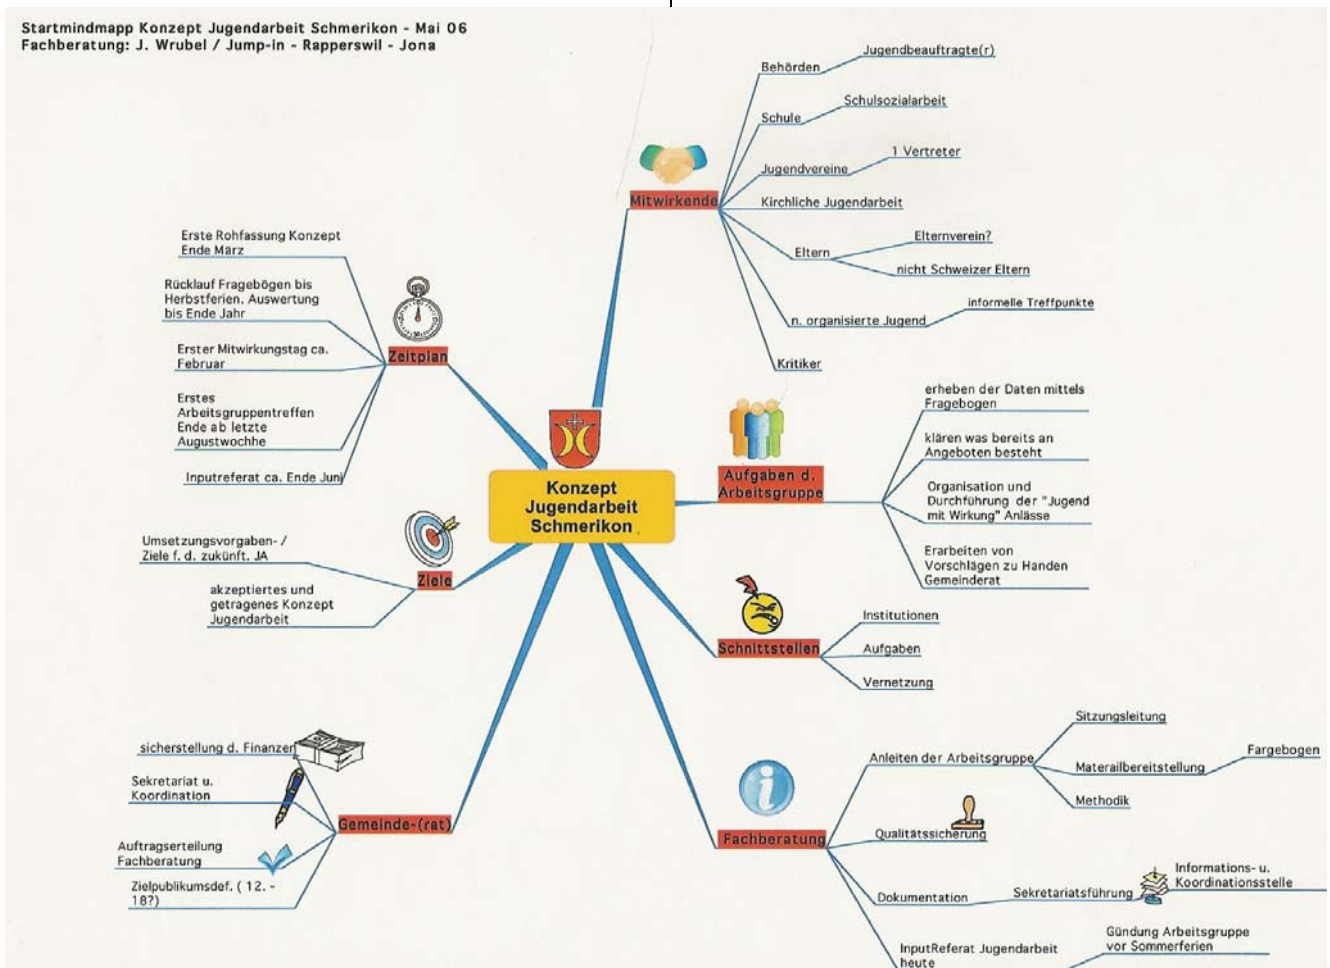 Startmindmapp Konzept Jugendarbeit Schmerikon - Mai 06
Fachberatung: J. Wrubel / Jump-in - Rapperswil - Jona
Konzept
Jugendarbeit
Schmerikon
Mitwirkende
Behörden
Jugendbeauftragte(r)
Schule
Schulsozialarbeit
Jugendvereine
1 Vertreter
Kirchliche Jugendarbeit
Eltern
Elternverein?
nicht Schweizer Eltern
n. organisierte Jugend
informelle Treffpunkte
Kritiker
Aufgaben d.
Arbeitsgruppe
erheben der Daten mittels
Fragebogen
klären was bereits an
Angeboten besteht
Organisation und
Durchführung der "Jugend
mit Wirkung" Anlässe
Erarbeiten von
Vorschlägen zu Handen
Gemeinderat
Schnittstellen
Institutionen
Aufgaben
Vernetzung
Fachberatung
Anleiten der Arbeitsgruppe
Sitzungsleitung
Materailbereitstellung
Fargebogen
Methodik
Qualitätssicherung
Dokumentation
Sekretariatsführung
Informations- u.
Koordinationsstelle
InputReferat Jugendarbeit
heute
Gündung Arbeitsgruppe
vor Sommerferien
Zeitplan
Erste Rohfassung Konzept
Ende März
Rücklauf Fragebögen bis
Herbstferien. Auswertung
bis Ende Jahr
Erster Mitwirkungstag ca.
Februar
Erstes
Arbeitsgruppentreffen
Ende ab letzte
Augustwochhe
Inputreferat ca. Ende Juni
Ziele
Umsetzungsvorgaben- /
Ziele f. d. zukünft. JA
akzeptiertes und
getragenes Konzept
Jugendarbeit
Gemeinde-(rat)
sicherstellung d. Finanzen
Sekretariat u.
Koordination
Auftragserteilung
Fachberatung
Zielpublikumsdef. ( 12. -
18?)